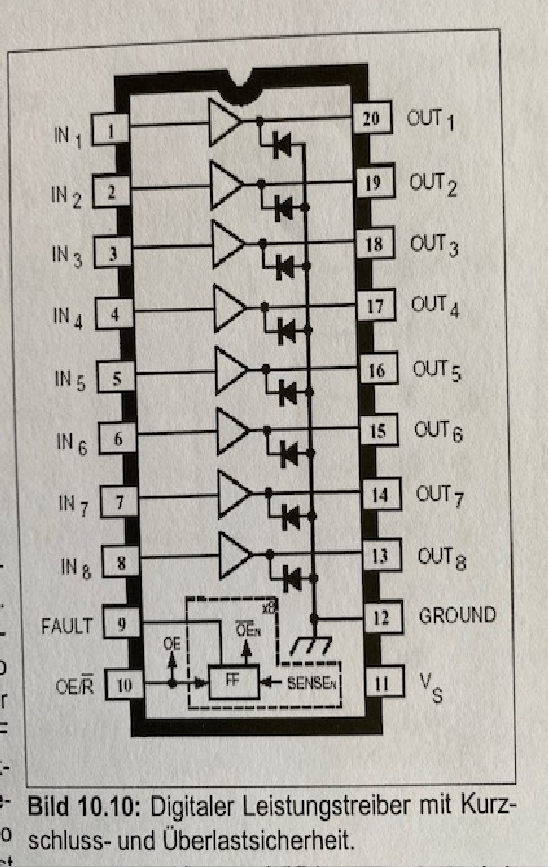 IN 1 1 20 OUT 1
IN 2 2 19 OUT 2
IN 3 3 18 OUT 3
IN 4 4 17 OUT 4
IN 5 5 16 OUT 5
IN 6 6 15 OUT 6
IN 7 7 14 OUT 7
IN 8 8 13 OUT 8
x8
FAULT 9 OE O̅E̅N 12 GROUND
OE/R̅ 10 FF SENSEN 11 VS
Bild 10.10: Digitaler Leistungstreiber mit Kurz-
schluss- und Überlastsicherheit.